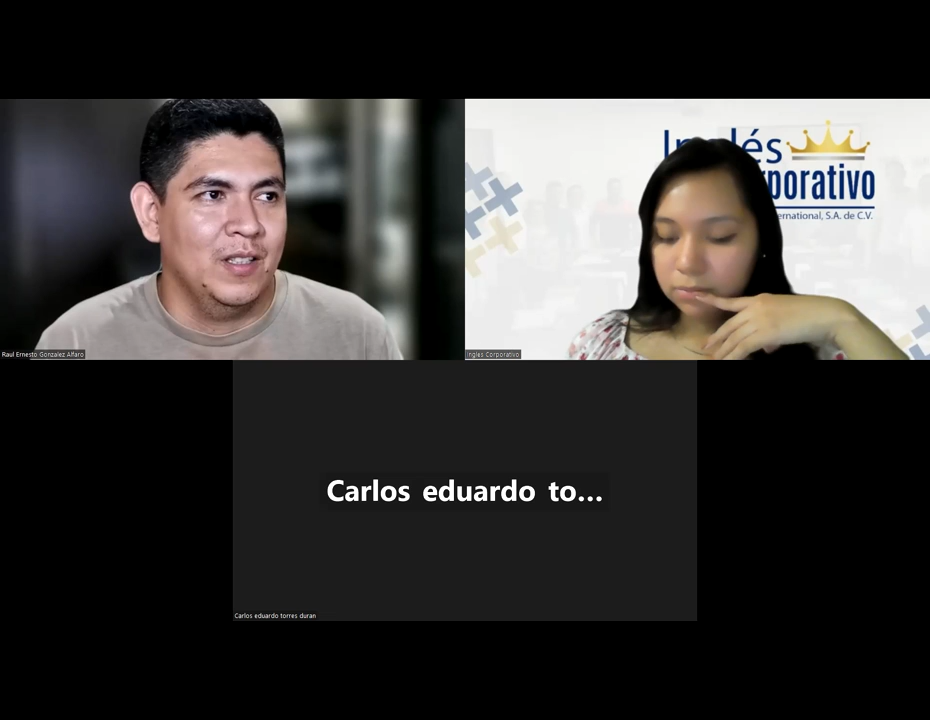 Inglés
Corporativo
International, S.A. de C.V.
Raul Ernesto Gonzalez Alfaro
Ingles Corporativo
Carlos eduardo to...
Carlos eduardo torres duran